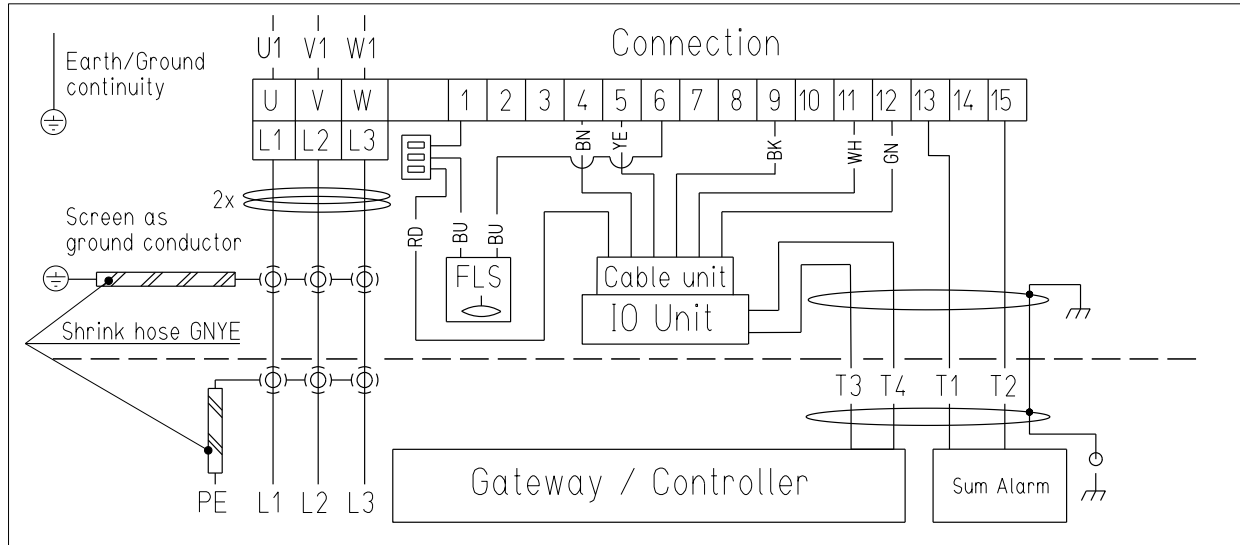 Connection
Earth/Ground
continuity
U1 V1 W1
U V W 1 2 3 4 5 6 7 8 9 10 11 12 13 14 15
L1 L2 L3
BN YE BK WH GN
2x
Screen as
ground conductor
RD BU BU
FLS
Cable unit
IO Unit
Shrink hose GNYE
T3 T4 T1 T2
Gateway / Controller
Sum Alarm
PE L1 L2 L3